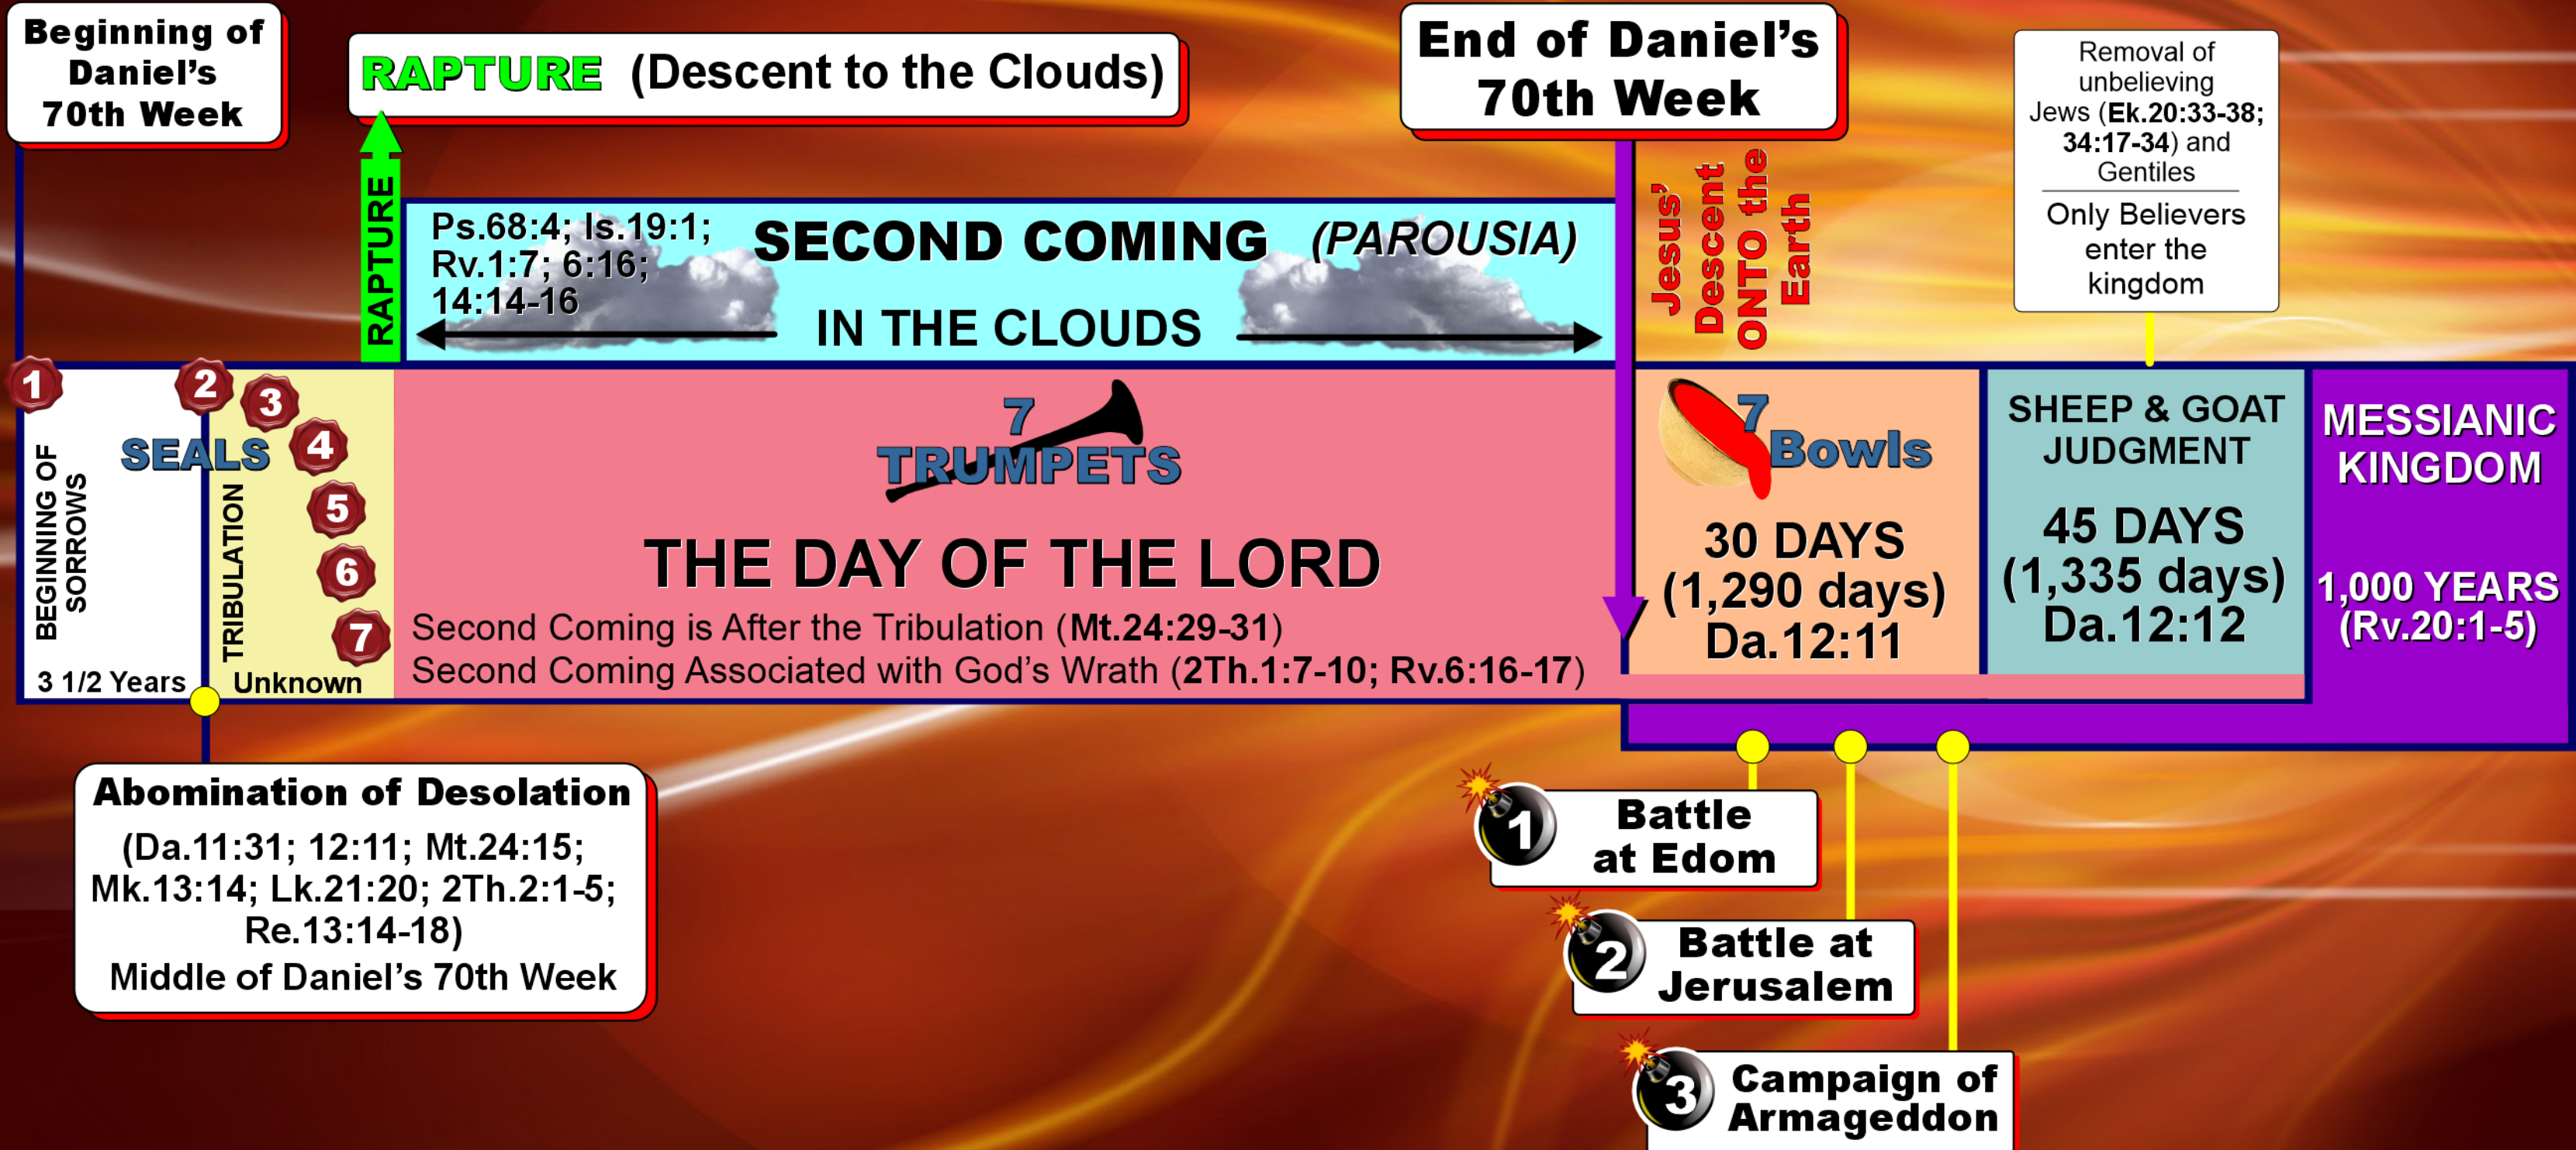 Beginning of
Daniel's
70th Week
RAPTURE (Descent to the Clouds)
End of Daniel's
70th Week
Removal of
unbelieving
Jews (Ek.20:33-38;
34:17-34) and
Gentiles
Only Believers
enter the
kingdom
RAPTURE
Ps.68:4; Is.19:1;
Rv.1:7; 6:16;
14:14-16
SECOND COMING (PAROUSIA)
IN THE CLOUDS
Jesus'
Descent
ONTO the
Earth
1
2
3
4
5
6
7
SEALS
BEGINNING OF
SORROWS
3 1/2 Years
TRIBULATION
Unknown
7
TRUMPETS
THE DAY OF THE LORD
Second Coming is After the Tribulation (Mt.24:29-31)
Second Coming Associated with God's Wrath (2Th.1:7-10; Rv.6:16-17)
7
Bowls
30 DAYS
(1,290 days)
Da.12:11
SHEEP & GOAT
JUDGMENT
45 DAYS
(1,335 days)
Da.12:12
MESSIANIC
KINGDOM
1,000 YEARS
(Rv.20:1-5)
Abomination of Desolation
(Da.11:31; 12:11; Mt.24:15;
Mk.13:14; Lk.21:20; 2Th.2:1-5;
Re.13:14-18)
Middle of Daniel's 70th Week
1
Battle
at Edom
2
Battle at
Jerusalem
3
Campaign of
Armageddon